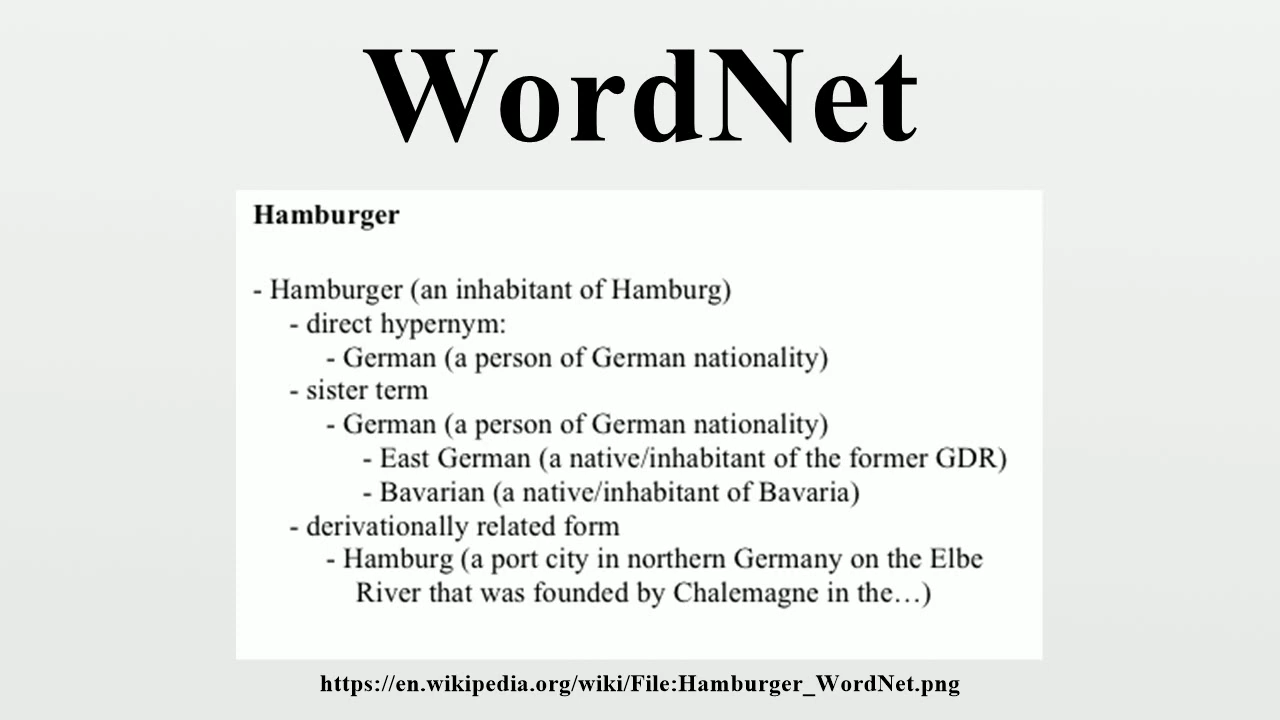 WordNet
Hamburger
- Hamburger (an inhabitant of Hamburg)
- direct hypernym:
- German (a person of German nationality)
- sister term
- German (a person of German nationality)
- East German (a native/inhabitant of the former GDR)
- Bavarian (a native/inhabitant of Bavaria)
- derivationally related form
- Hamburg (a port city in northern Germany on the Elbe
River that was founded by Chalemagne in the…)
https://en.wikipedia.org/wiki/File:Hamburger_WordNet.png